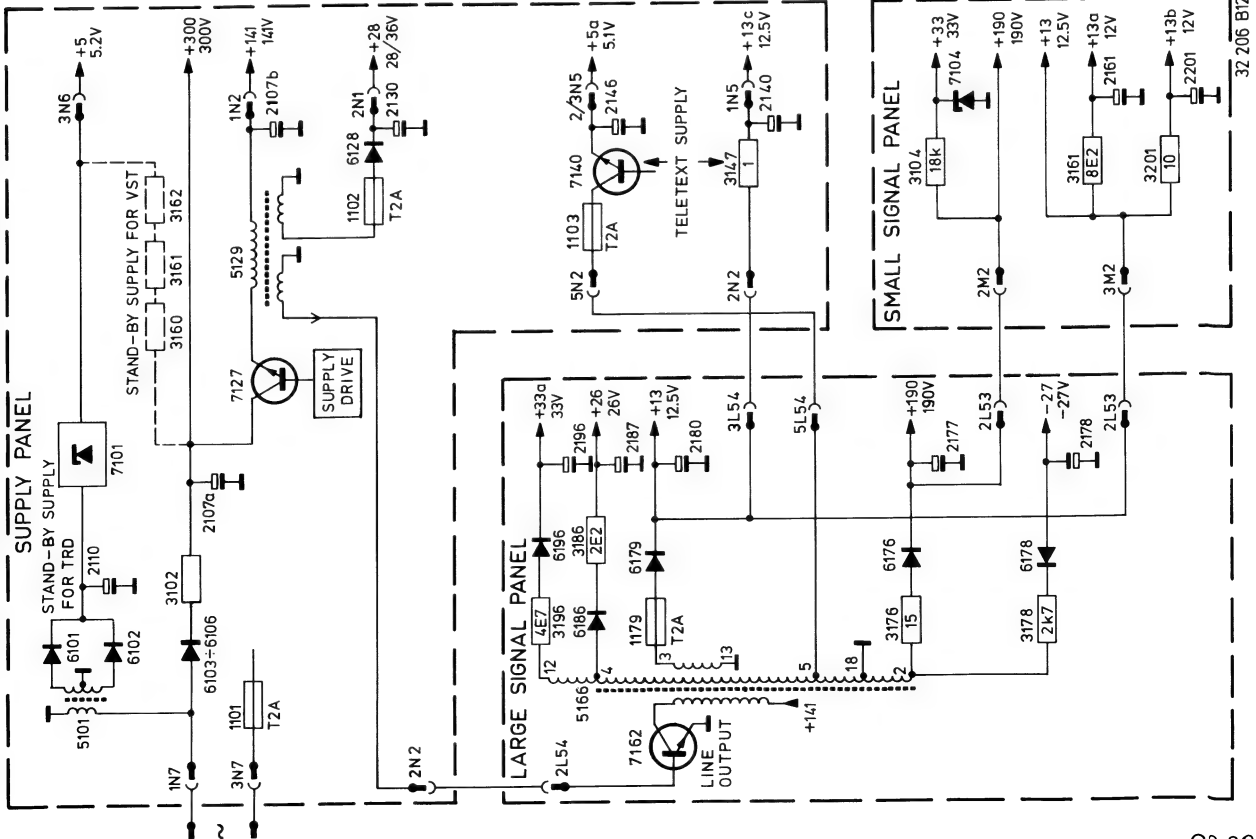 SUPPLY PANEL
STAND-BY SUPPLY
FOR TRD
6101
6102
5101
2110
7101
3N6
+5
5.2V
STAND-BY SUPPLY FOR VST
3160
3161
3162
+300
300V
1N7
6103÷6106
3102
2107a
~
3N7
1101
T2A
7127
SUPPLY
DRIVE
5129
1N2
+141
141V
2107b
1102
T2A
6128
2N1
+28
28/36V
2130
2N2
2L54
5N2
1103
T2A
7140
2/3N5
+5a
5.1V
2146
TELETEXT SUPPLY
2N2
3147
1
1N5
+13c
12.5V
2140
LARGE SIGNAL PANEL
7162
LINE
OUTPUT
+141
5166
12
4
3
13
5
18
2
4E7
3196
6196
+33a
33V
2196
6186
3186
2E2
+26
26V
2187
1179
T2A
6179
+13
12.5V
2180
3L54
5L54
3176
15
6176
+190
190V
2177
2L53
3178
2k7
6178
-27
-27V
2178
2L53
SMALL SIGNAL PANEL
2M2
3104
18k
7104
+33
33V
+190
190V
3M2
+13
12.5V
3161
8E2
+13a
12V
2161
3201
10
+13b
12V
2201
32 206 B12